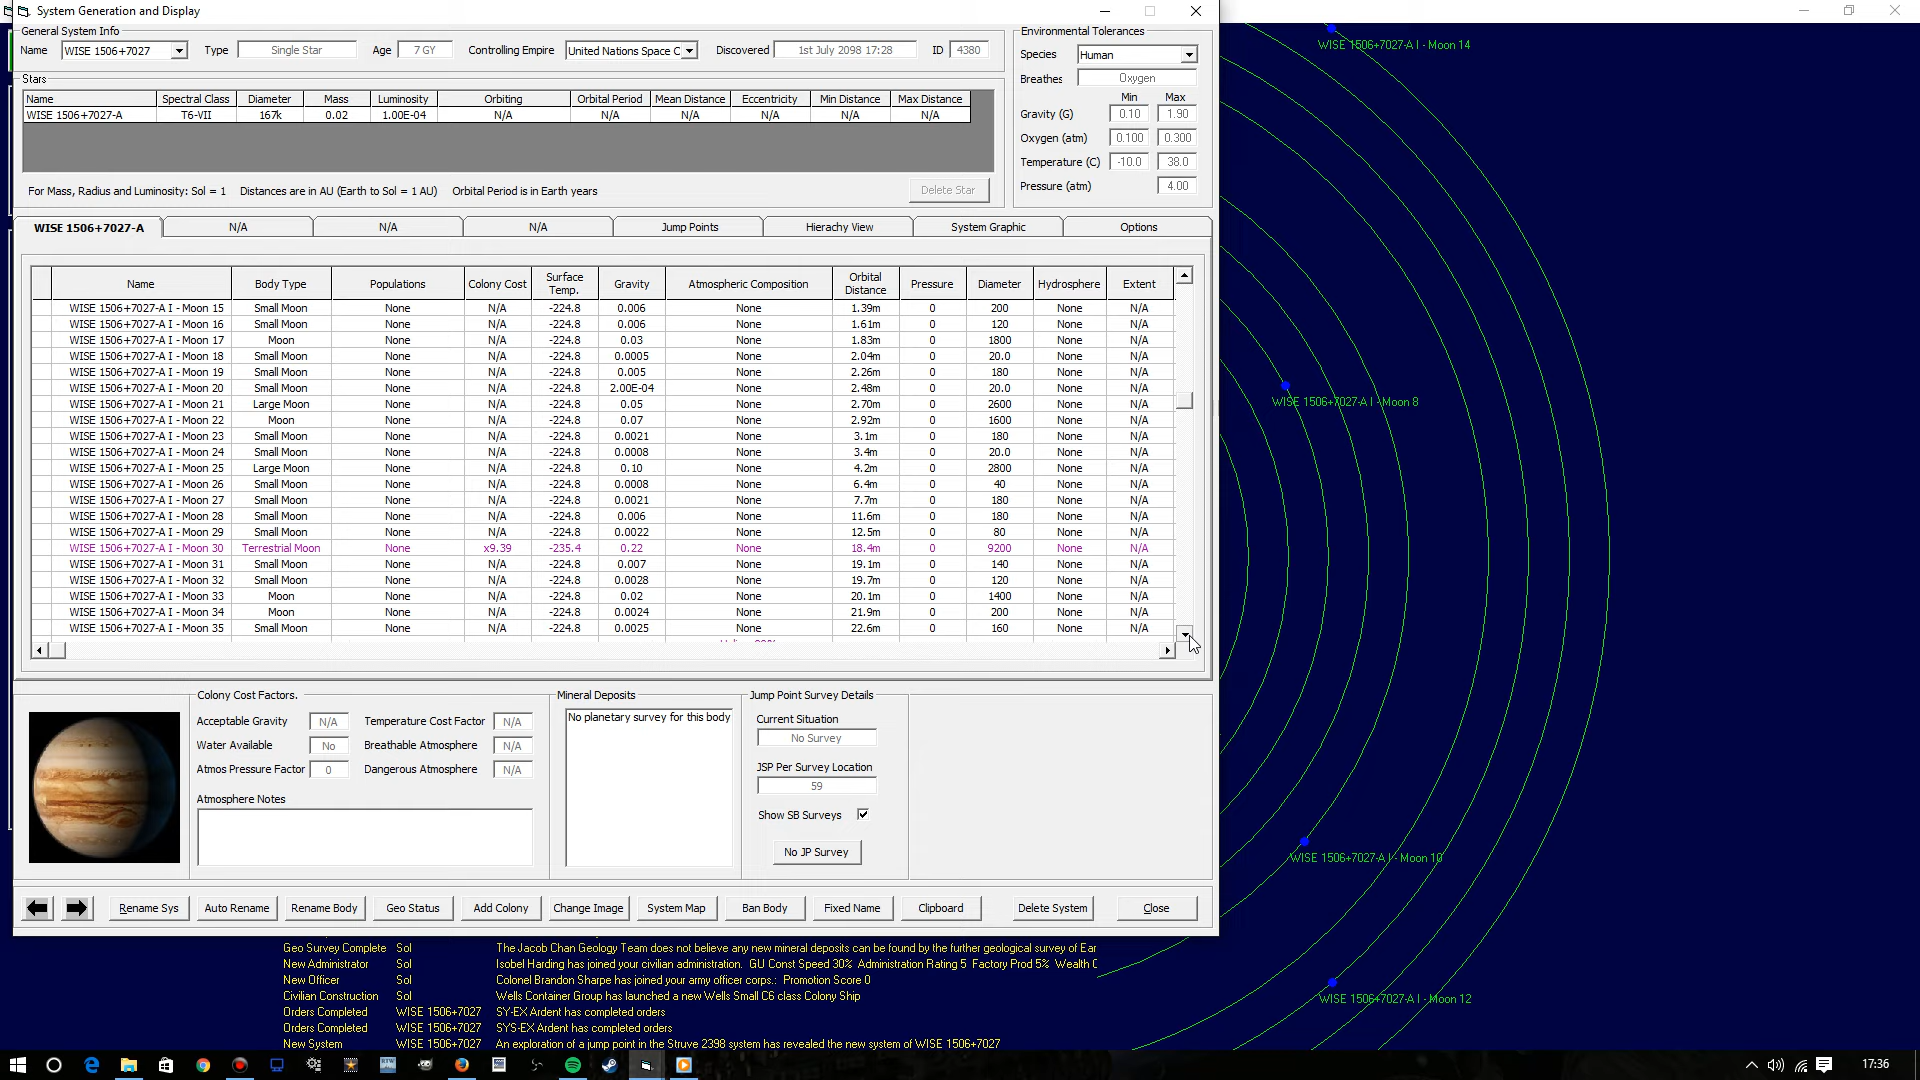 System Generation and Display
General System Info
Name WISE 1506+7027 Type Single Star Age 7 GY Controlling Empire United Nations Space C Discovered 1st July 2098 17:28 ID 4380
Environmental Tolerances
Species Human
Breathes Oxygen
Min Max
Gravity (G) 0.10 1.90
Oxygen (atm) 0.100 0.300
Temperature (C) -10.0 38.0
Pressure (atm) 4.00
Stars
Name Spectral Class Diameter Mass Luminosity Orbiting Orbital Period Mean Distance Eccentricity Min Distance Max Distance
WISE 1506+7027-A T6-VII 167k 0.02 1.00E-04 N/A N/A N/A N/A N/A N/A
For Mass, Radius and Luminosity: Sol = 1 Distances are in AU (Earth to Sol = 1 AU) Orbital Period is in Earth years Delete Star
WISE 1506+7027-A N/A N/A N/A Jump Points Hierachy View System Graphic Options
Name Body Type Populations Colony Cost Surface Temp. Gravity Atmospheric Composition Orbital Distance Pressure Diameter Hydrosphere Extent
WISE 1506+7027-A I - Moon 15 Small Moon None N/A -224.8 0.006 None 1.39m 0 200 None N/A
WISE 1506+7027-A I - Moon 16 Small Moon None N/A -224.8 0.006 None 1.61m 0 120 None N/A
WISE 1506+7027-A I - Moon 17 Moon None N/A -224.8 0.03 None 1.83m 0 1800 None N/A
WISE 1506+7027-A I - Moon 18 Small Moon None N/A -224.8 0.0005 None 2.04m 0 20.0 None N/A
WISE 1506+7027-A I - Moon 19 Small Moon None N/A -224.8 0.005 None 2.26m 0 180 None N/A
WISE 1506+7027-A I - Moon 20 Small Moon None N/A -224.8 2.00E-04 None 2.48m 0 20.0 None N/A
WISE 1506+7027-A I - Moon 21 Large Moon None N/A -224.8 0.05 None 2.70m 0 2600 None N/A
WISE 1506+7027-A I - Moon 22 Moon None N/A -224.8 0.07 None 2.92m 0 1600 None N/A
WISE 1506+7027-A I - Moon 23 Small Moon None N/A -224.8 0.0021 None 3.1m 0 180 None N/A
WISE 1506+7027-A I - Moon 24 Small Moon None N/A -224.8 0.0008 None 3.4m 0 20.0 None N/A
WISE 1506+7027-A I - Moon 25 Large Moon None N/A -224.8 0.10 None 4.2m 0 2800 None N/A
WISE 1506+7027-A I - Moon 26 Small Moon None N/A -224.8 0.0008 None 6.4m 0 40 None N/A
WISE 1506+7027-A I - Moon 27 Small Moon None N/A -224.8 0.0021 None 7.7m 0 180 None N/A
WISE 1506+7027-A I - Moon 28 Small Moon None N/A -224.8 0.006 None 11.6m 0 180 None N/A
WISE 1506+7027-A I - Moon 29 Small Moon None N/A -224.8 0.0022 None 12.5m 0 80 None N/A
WISE 1506+7027-A I - Moon 30 Terrestrial Moon None x9.39 -235.4 0.22 None 18.4m 0 9200 None N/A
WISE 1506+7027-A I - Moon 31 Small Moon None N/A -224.8 0.007 None 19.1m 0 140 None N/A
WISE 1506+7027-A I - Moon 32 Small Moon None N/A -224.8 0.0028 None 19.7m 0 120 None N/A
WISE 1506+7027-A I - Moon 33 Moon None N/A -224.8 0.02 None 20.1m 0 1400 None N/A
WISE 1506+7027-A I - Moon 34 Moon None N/A -224.8 0.0024 None 21.9m 0 200 None N/A
WISE 1506+7027-A I - Moon 35 Small Moon None N/A -224.8 0.0025 None 22.6m 0 160 None N/A
Colony Cost Factors.
Acceptable Gravity N/A Temperature Cost Factor N/A
Water Available No Breathable Atmosphere N/A
Atmos Pressure Factor 0 Dangerous Atmosphere N/A
Atmosphere Notes
Mineral Deposits
No planetary survey for this body
Jump Point Survey Details
Current Situation
No Survey
JSP Per Survey Location
59
Show SB Surveys
No JP Survey
Rename Sys Auto Rename Rename Body Geo Status Add Colony Change Image System Map Ban Body Fixed Name Clipboard Delete System Close
WISE 1506+7027-A I - Moon 14
WISE 1506+7027-A I - Moon 8
WISE 1506+7027-A I - Moon 10
WISE 1506+7027-A I - Moon 12
Geo Survey Complete Sol The Jacob Chan Geology Team does not believe any new mineral deposits can be found by the further geological survey of Ear
New Administrator Sol Isobel Harding has joined your civilian administration. GU Const Speed 30% Administration Rating 5 Factory Prod 5% Wealth C
New Officer Sol Colonel Brandon Sharpe has joined your army officer corps.: Promotion Score 0
Civilian Construction Sol Wells Container Group has launched a new Wells Small C6 class Colony Ship
Orders Completed WISE 1506+7027 SY-EX Ardent has completed orders
Orders Completed WISE 1506+7027 SYS-EX Ardent has completed orders
New System WISE 1506+7027 An exploration of a jump point in the Struve 2398 system has revealed the new system of WISE 1506+7027
17:36